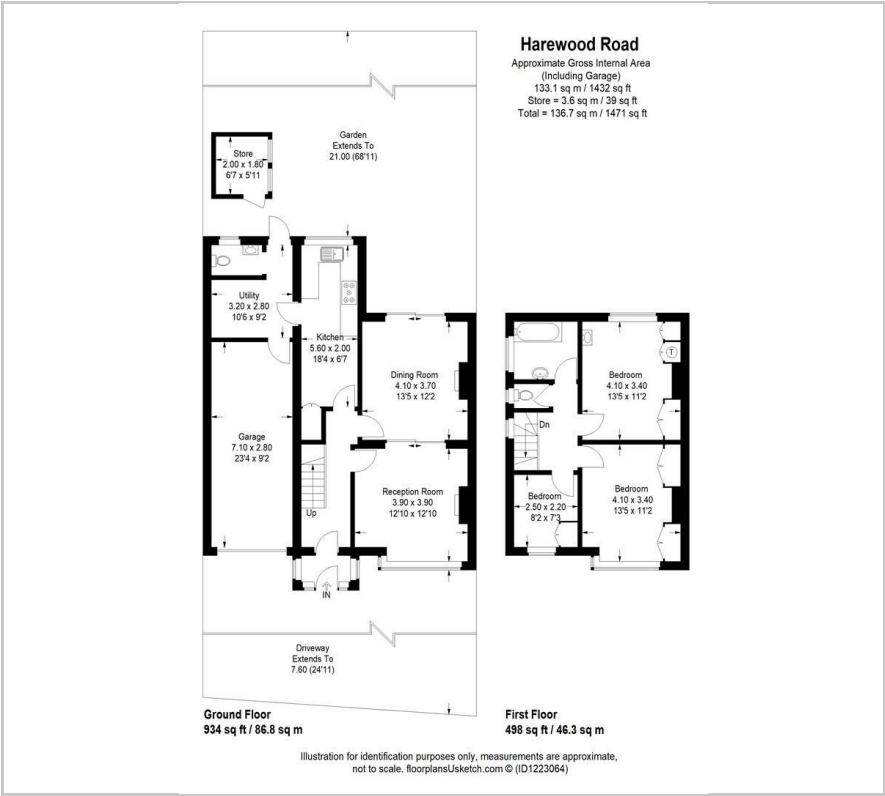 Harewood Road
Approximate Gross Internal Area
(Including Garage)
133.1 sq m / 1432 sq ft
Store = 3.6 sq m / 39 sq ft
Total = 136.7 sq m / 1471 sq ft
Garden
Extends To
21.00 (68'11)
Store
2.00 x 1.80
6'7 x 5'11
Utility
3.20 x 2.80
10'6 x 9'2
Kitchen
5.60 x 2.00
18'4 x 6'7
Dining Room
4.10 x 3.70
13'5 x 12'2
Garage
7.10 x 2.80
23'4 x 9'2
Up
Reception Room
3.90 x 3.90
12'10 x 12'10
IN
Driveway
Extends To
7.60 (24'11)
Ground Floor
934 sq ft / 86.8 sq m
T
Bedroom
4.10 x 3.40
13'5 x 11'2
Dn
Bedroom
2.50 x 2.20
8'2 x 7'3
Bedroom
4.10 x 3.40
13'5 x 11'2
First Floor
498 sq ft / 46.3 sq m
Illustration for identification purposes only, measurements are approximate,
not to scale. floorplansUsketch.com © (ID1223064)